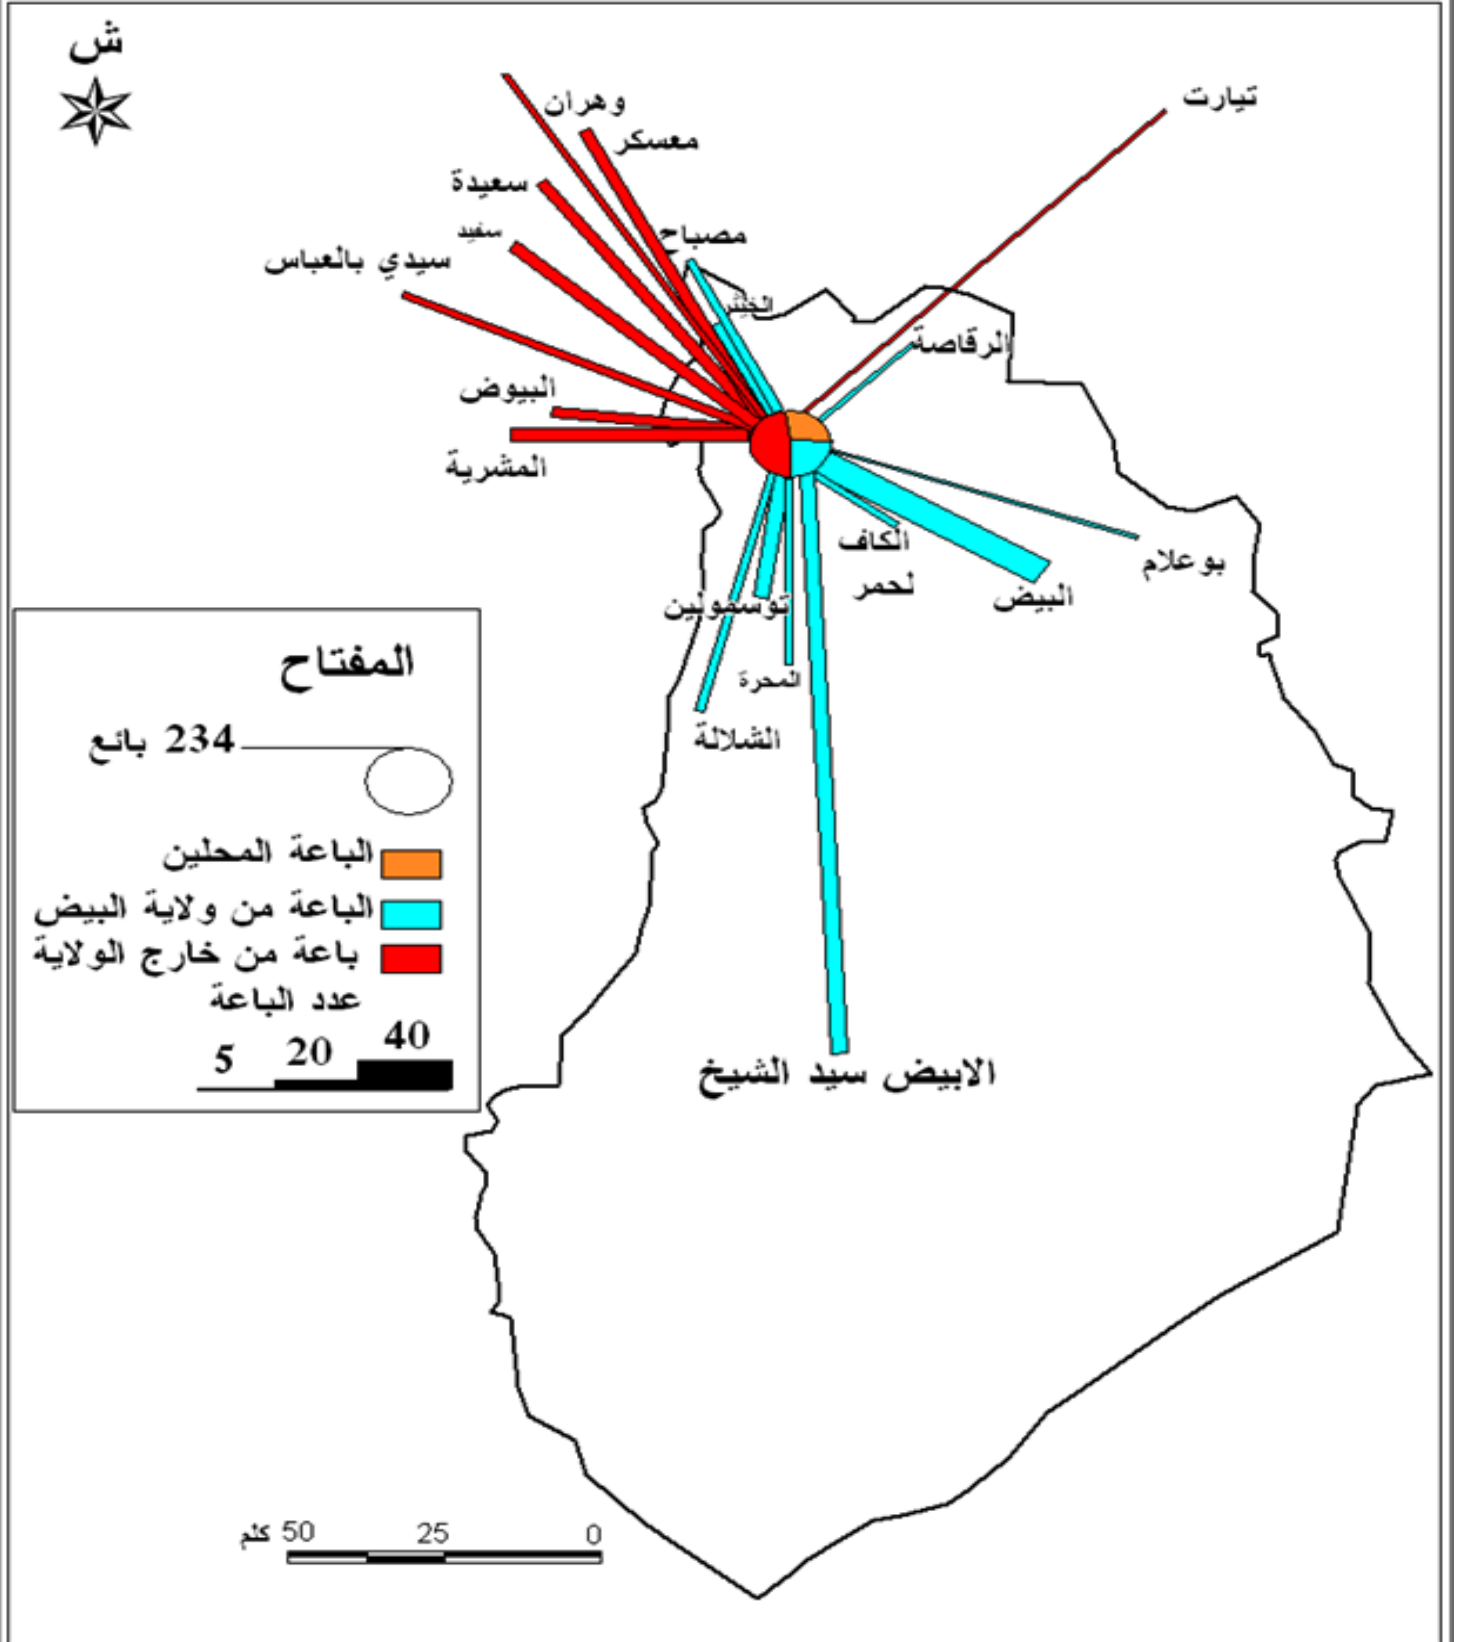 ش
وهران
معسكر
تيارت
سعيدة
سفيد
سيدي بالعباس
مصباح
الخيثر
الرقاصة
البيوض
المشرية
الكاف
لحمر
بوعلام
البيض
توسمولين
المحرة
الشلالة
الابيض سيد الشيخ
المفتاح
234 بائع
الباعة المحلين
الباعة من ولاية البيض
باعة من خارج الولاية
عدد الباعة
5 20 40
كلم 50 25 0